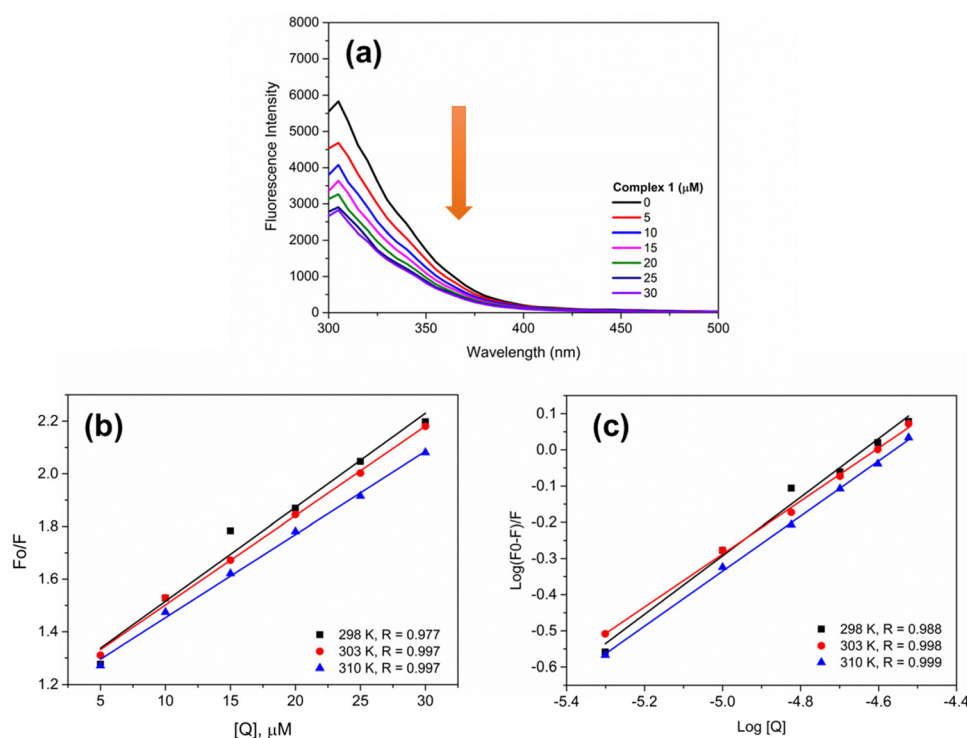 (a)
8000
7000
6000
5000
4000
3000
2000
1000
0
Fluorescence Intensity
Complex 1 (μM)
0
5
10
15
20
25
30
300 350 400 450 500
Wavelength (nm)
(b)
2.2
2.0
1.8
1.6
1.4
1.2
Fo/F
298 K, R = 0.977
303 K, R = 0.997
310 K, R = 0.997
5 10 15 20 25 30
[Q], μM
(c)
0.1
0.0
-0.1
-0.2
-0.3
-0.4
-0.5
-0.6
Log(F0-F)/F
298 K, R = 0.988
303 K, R = 0.998
310 K, R = 0.999
-5.4 -5.2 -5.0 -4.8 -4.6 -4.4
Log [Q]